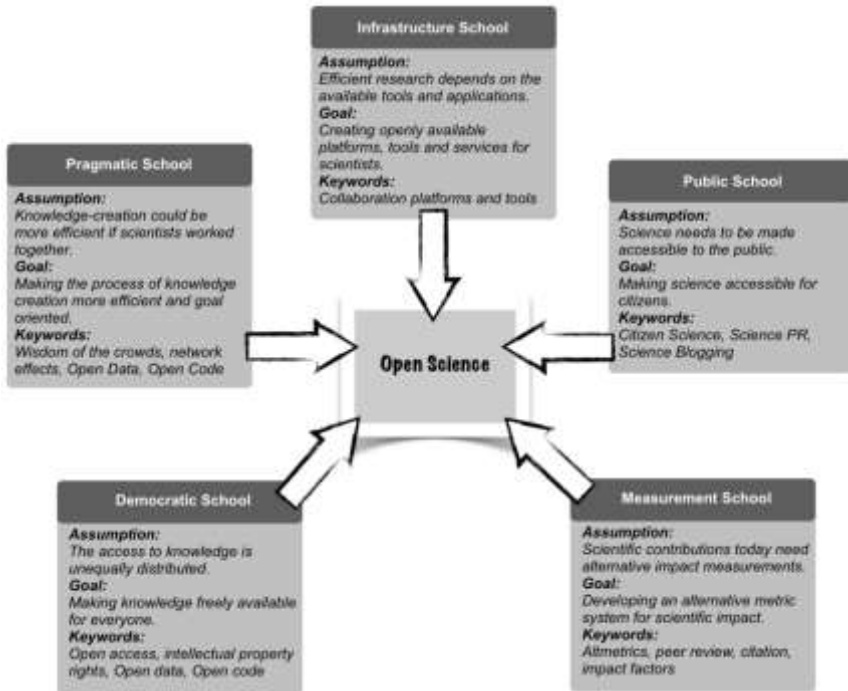 Infrastructure School
Assumption:
Efficient research depends on the
available tools and applications.
Goal:
Creating openly available
platforms, tools and services for
scientists.
Keywords:
Collaboration platforms and tools
Pragmatic School
Assumption:
Knowledge-creation could be
more efficient if scientists worked
together.
Goal:
Making the process of knowledge
creation more efficient and goal
oriented.
Keywords:
Wisdom of the crowds, network
effects, Open Data, Open Code
Public School
Assumption:
Science needs to be made
accessible to the public.
Goal:
Making science accessible for
citizens.
Keywords:
Citizen Science, Science PR,
Science Blogging
Open Science
Democratic School
Assumption:
The access to knowledge is
unequally distributed.
Goal:
Making knowledge freely available
for everyone.
Keywords:
Open access, intellectual property
rights, Open data, Open code
Measurement School
Assumption:
Scientific contributions today need
alternative impact measurements.
Goal:
Developing an alternative metric
system for scientific impact.
Keywords:
Altmetrics, peer review, citation,
impact factors